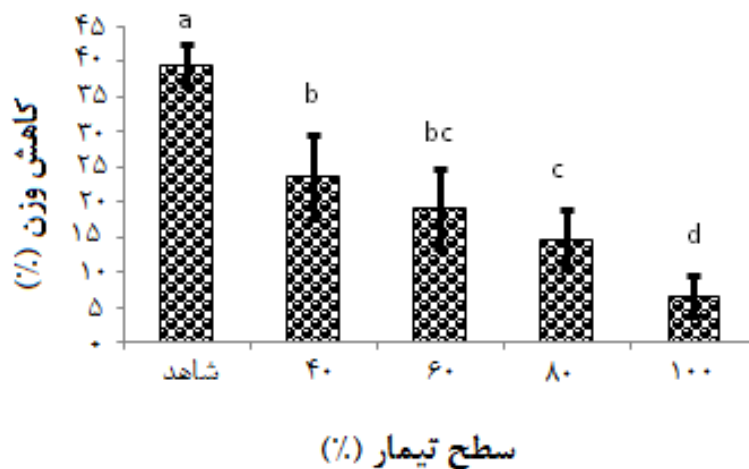 کاهش وزن (%)
۴۵
۴۰
۳۵
۳۰
۲۵
۲۰
۱۵
۱۰
۵
۰
a
b
bc
c
d
شاهد ۴۰ ۶۰ ۸۰ ۱۰۰
سطح تیمار (%)